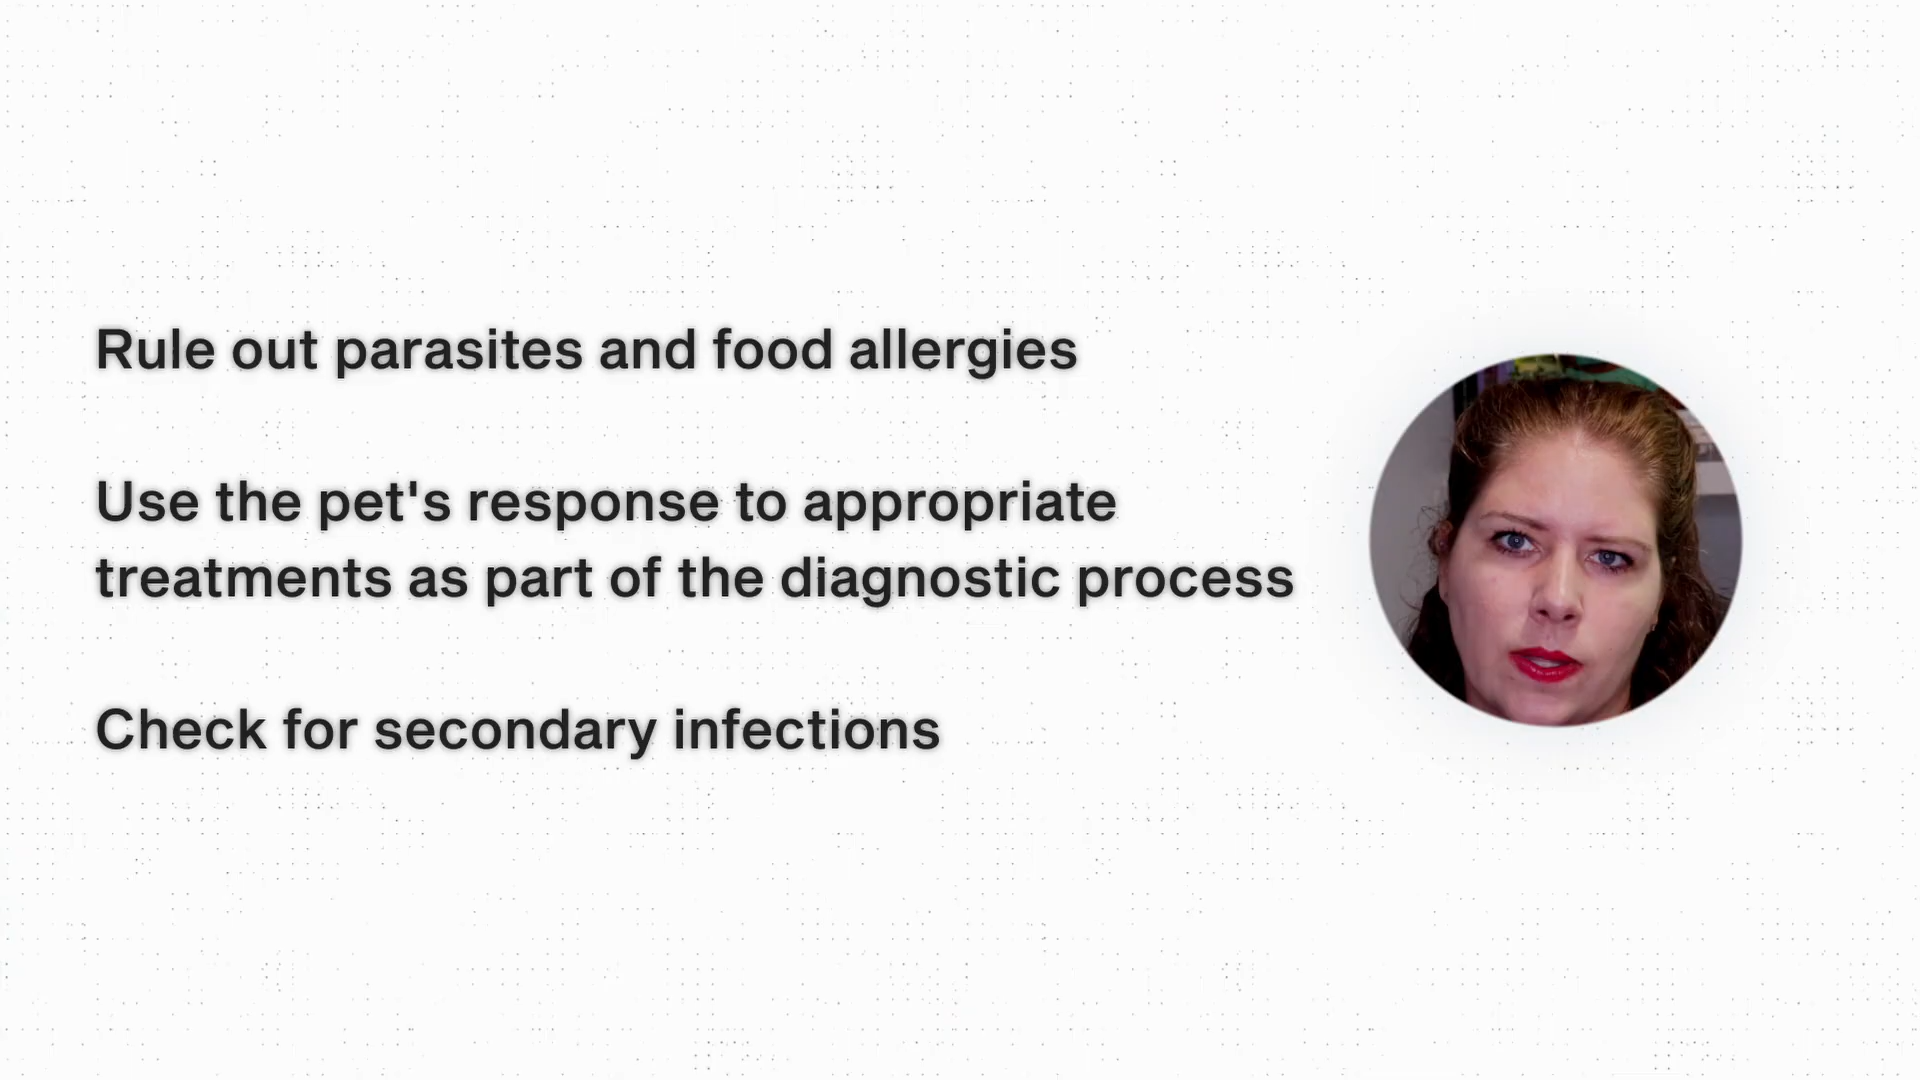 Rule out parasites and food allergies
Use the pet's response to appropriate
treatments as part of the diagnostic process
Check for secondary infections